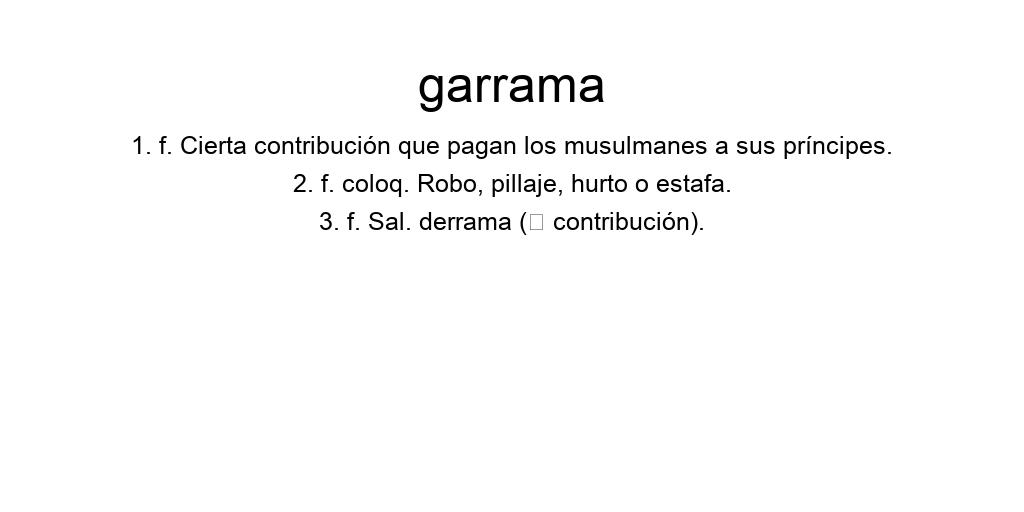 garrama
1. f. Cierta contribución que pagan los musulmanes a sus príncipes.
2. f. coloq. Robo, pillaje, hurto o estafa.
3. f. Sal. derrama (□ contribución).